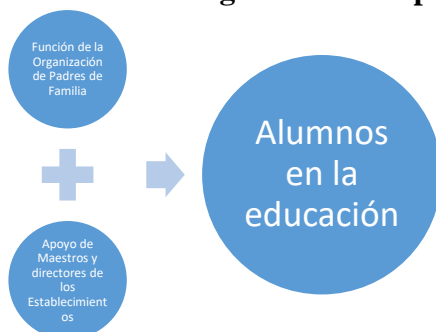 Función de la
Organización
de Padres de
Familia
Alumnos
en la
educación
Apoyo de
Maestros y
directores de
los
Establecimient
os